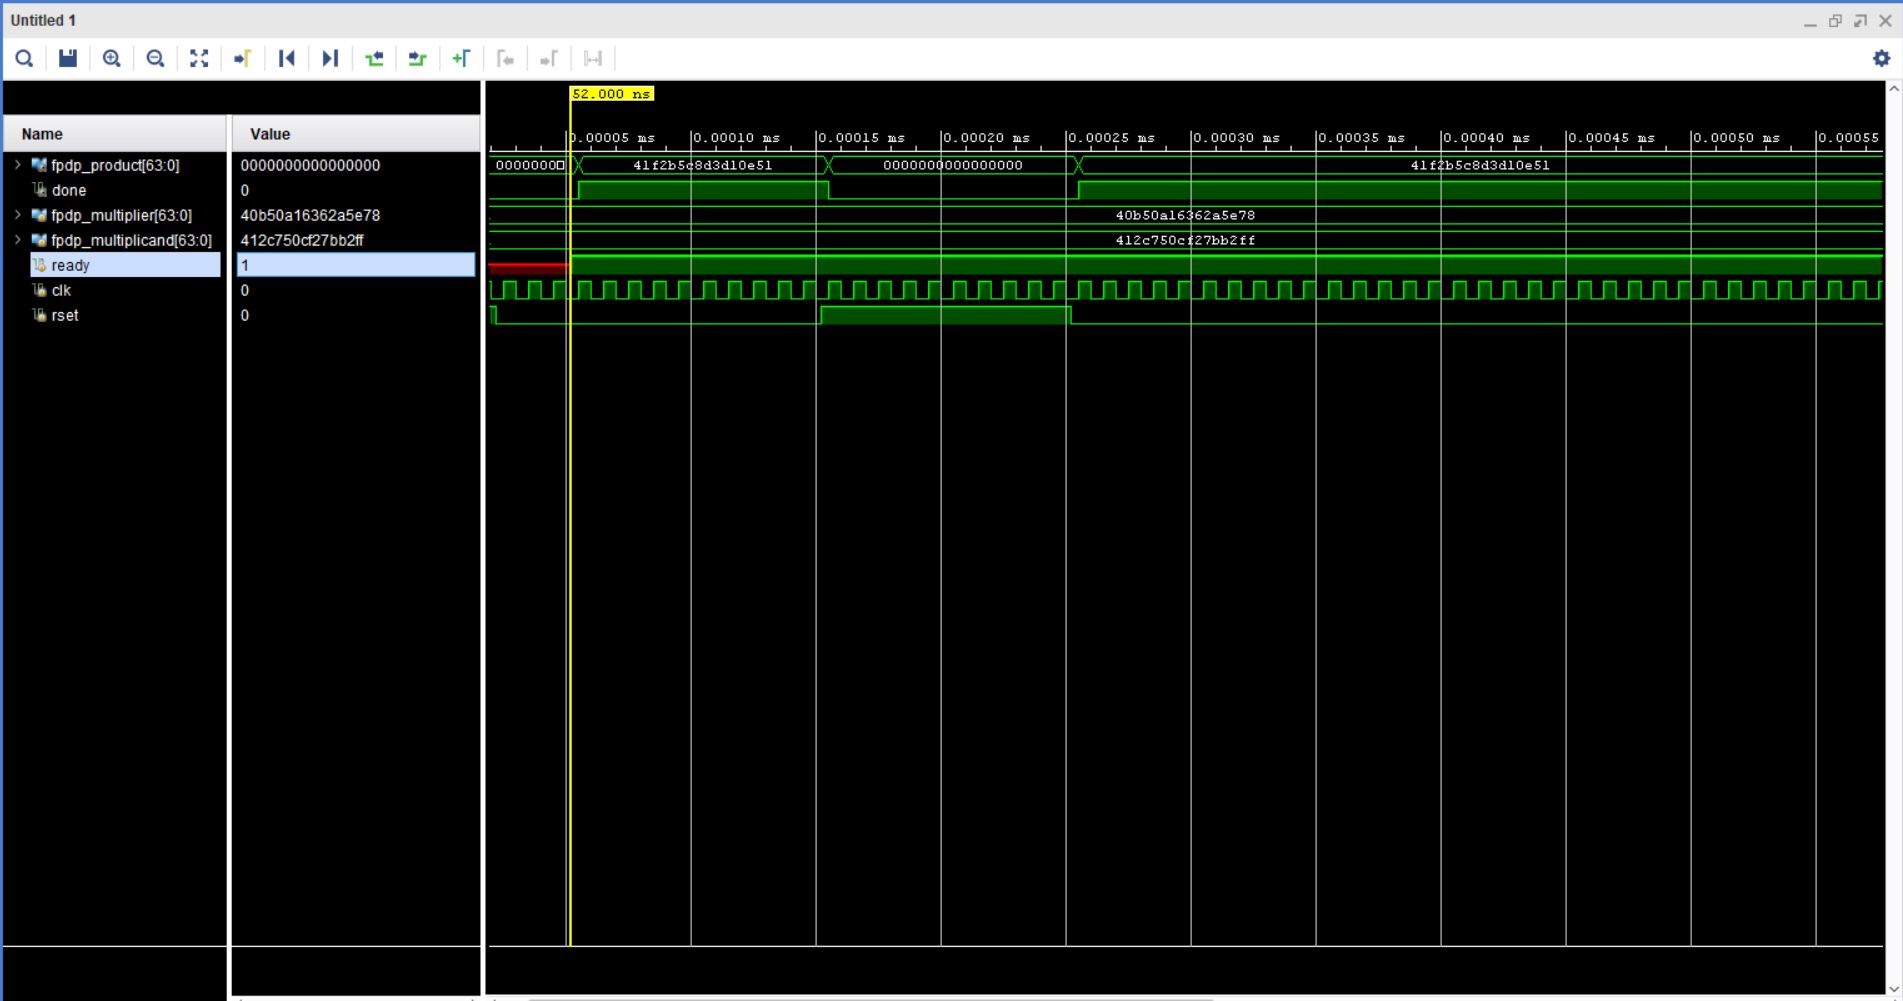 Untitled 1
52.000 ns
Name Value
0.00005 ms 0.00010 ms 0.00015 ms 0.00020 ms 0.00025 ms 0.00030 ms 0.00035 ms 0.00040 ms 0.00045 ms 0.00050 ms 0.00055
fpdp_product[63:0] 0000000000000000 0000000 41f2b5c8d3d10e51 0000000000000000 41f2b5c8d3d10e51
done 0
fpdp_multiplier[63:0] 40b50a16362a5e78 40b50a16362a5e78
fpdp_multiplicand[63:0] 412c750cf27bb2ff 412c750cf27bb2ff
ready 1
clk 0
rset 0